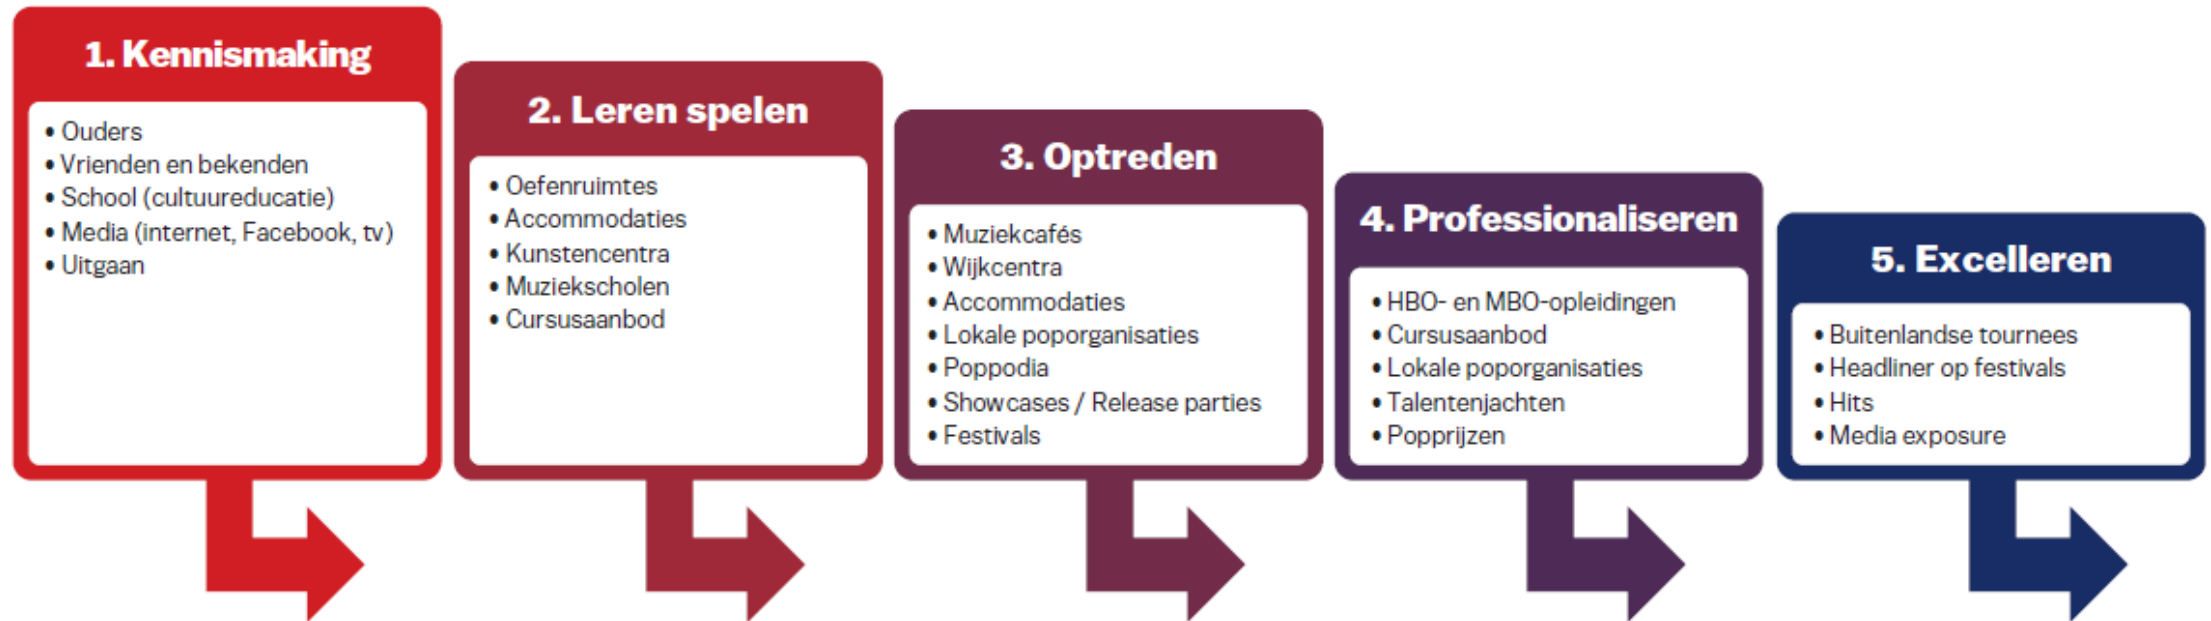 1. Kennismaking
• Ouders
• Vrienden en bekenden
• School (cultuureducatie)
• Media (internet, Facebook, tv)
• Uitgaan
2. Leren spelen
• Oefenruimtes
• Accommodaties
• Kunstencentra
• Muziekscholen
• Cursusaanbod
3. Optreden
• Muziekcafés
• Wijkcentra
• Accommodaties
• Lokale poporganisaties
• Poppodia
• Showcases / Release parties
• Festivals
4. Professionaliseren
• HBO- en MBO-opleidingen
• Cursusaanbod
• Lokale poporganisaties
• Talentenjachten
• Popprijzen
5. Excelleren
• Buitenlandse tournees
• Headliner op festivals
• Hits
• Media exposure